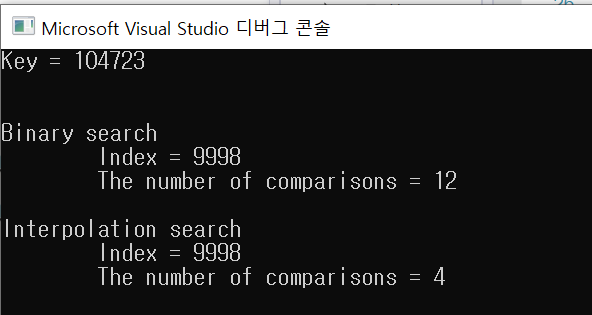 Microsoft Visual Studio 디버그 콘솔
Key = 104723
Binary search
Index = 9998
The number of comparisons = 12
Interpolation search
Index = 9998
The number of comparisons = 4